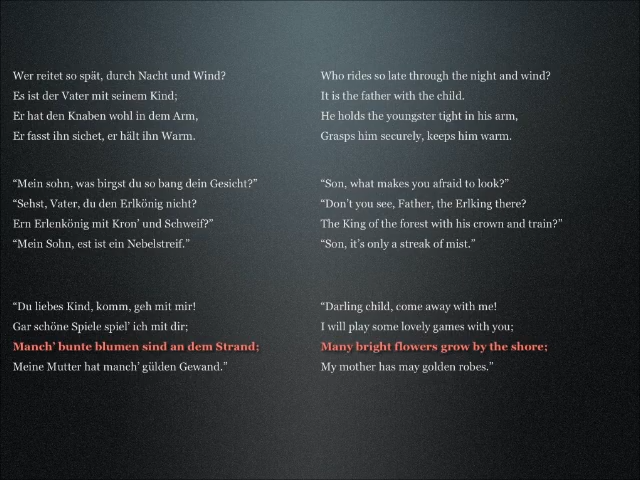 Wer reitet so spät, durch Nacht und Wind?
Es ist der Vater mit seinem Kind;
Er hat den Knaben wohl in dem Arm,
Er fasst ihn sichet, er hält ihn Warm.
“Mein sohn, was birgst du so bang dein Gesicht?”
“Sehst, Vater, du den Erlkönig nicht?
Ern Erlenkönig mit Kron’ und Schweif?”
“Mein Sohn, est ist ein Nebelstreif.”
“Du liebes Kind, komm, geh mit mir!
Gar schöne Spiele spiel’ ich mit dir;
Manch’ bunte blumen sind an dem Strand;
Meine Mutter hat manch’ gülden Gewand.”
Who rides so late through the night and wind?
It is the father with the child.
He holds the youngster tight in his arm,
Grasps him securely, keeps him warm.
“Son, what makes you afraid to look?”
“Don’t you see, Father, the Erlking there?
The King of the forest with his crown and train?”
“Son, it’s only a streak of mist.”
“Darling child, come away with me!
I will play some lovely games with you;
Many bright flowers grow by the shore;
My mother has may golden robes.”